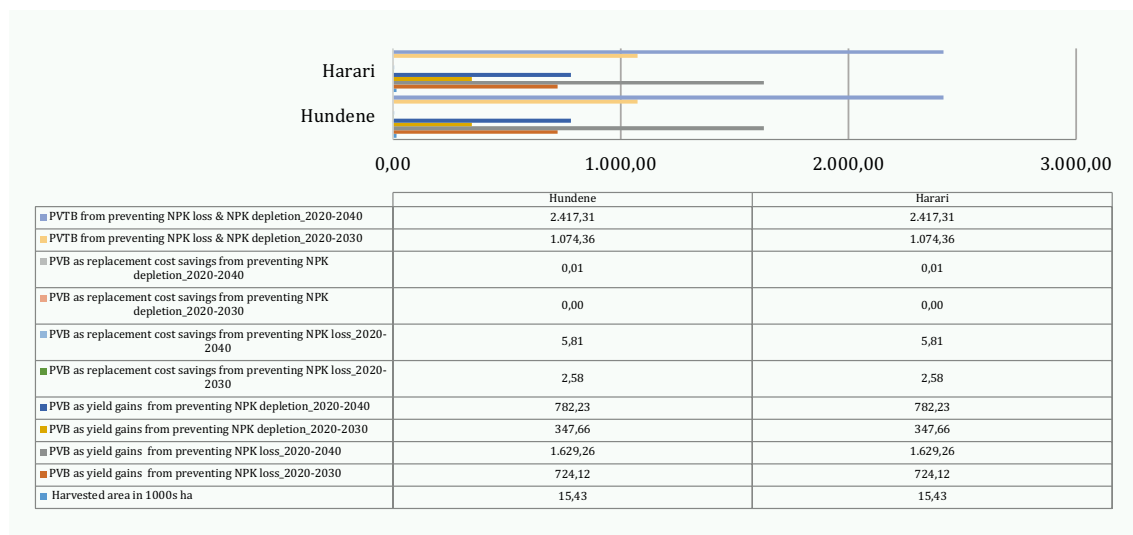 Harari
Hundene
0,00 1.000,00 2.000,00 3.000,00
Hundene Harari
PVTB from preventing NPK loss & NPK depletion_2020-2040 2.417,31 2.417,31
PVTB from preventing NPK loss & NPK depletion_2020-2030 1.074,36 1.074,36
PVB as replacement cost savings from preventing NPK
depletion_2020-2040 0,01 0,01
PVB as replacement cost savings from preventing NPK
depletion_2020-2030 0,00 0,00
PVB as replacement cost savings from preventing NPK loss_2020-
2040 5,81 5,81
PVB as replacement cost savings from preventing NPK loss_2020-
2030 2,58 2,58
PVB as yield gains from preventing NPK depletion_2020-2040 782,23 782,23
PVB as yield gains from preventing NPK depletion_2020-2030 347,66 347,66
PVB as yield gains from preventing NPK loss_2020-2040 1.629,26 1.629,26
PVB as yield gains from preventing NPK loss_2020-2030 724,12 724,12
Harvested area in 1000s ha 15,43 15,43